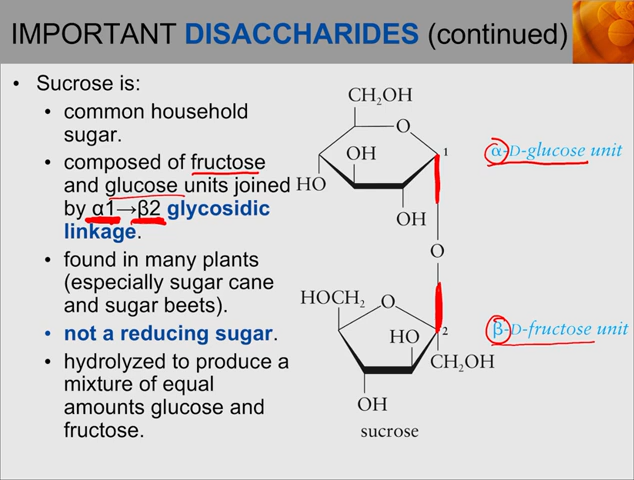 IMPORTANT DISACCHARIDES (continued)
• Sucrose is:
• common household
sugar.
• composed of fructose
and glucose units joined
by α1→β2 glycosidic
linkage.
• found in many plants
(especially sugar cane
and sugar beets).
• not a reducing sugar.
• hydrolyzed to produce a
mixture of equal
amounts glucose and
fructose.
CH₂OH
O
OH
1
HO
OH
α-D-glucose unit
O
HOCH₂
O
HO
2
β-D-fructose unit
CH₂OH
OH
sucrose